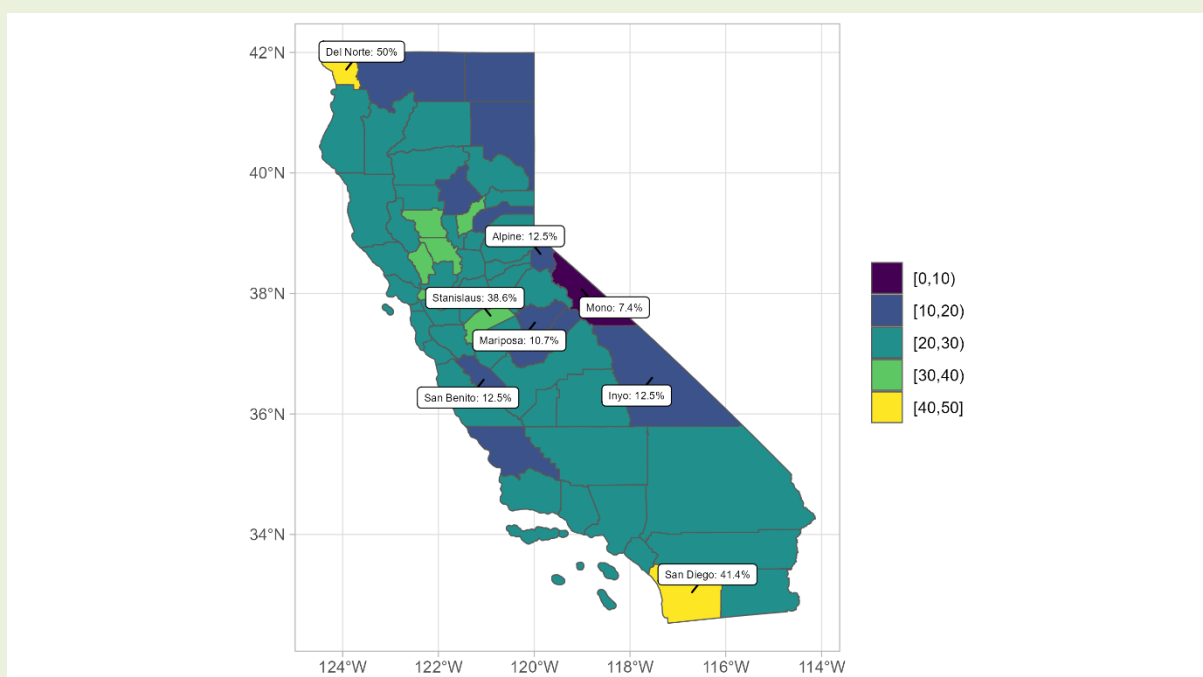 42°N
40°N
38°N
36°N
34°N
124°W 122°W 120°W 118°W 116°W 114°W
Del Norte: 50%
Alpine: 12.5%
Stanislaus: 38.6%
Mono: 7.4%
Mariposa: 10.7%
San Benito: 12.5%
Inyo: 12.5%
San Diego: 41.4%
[0,10)
[10,20)
[20,30)
[30,40)
[40,50]